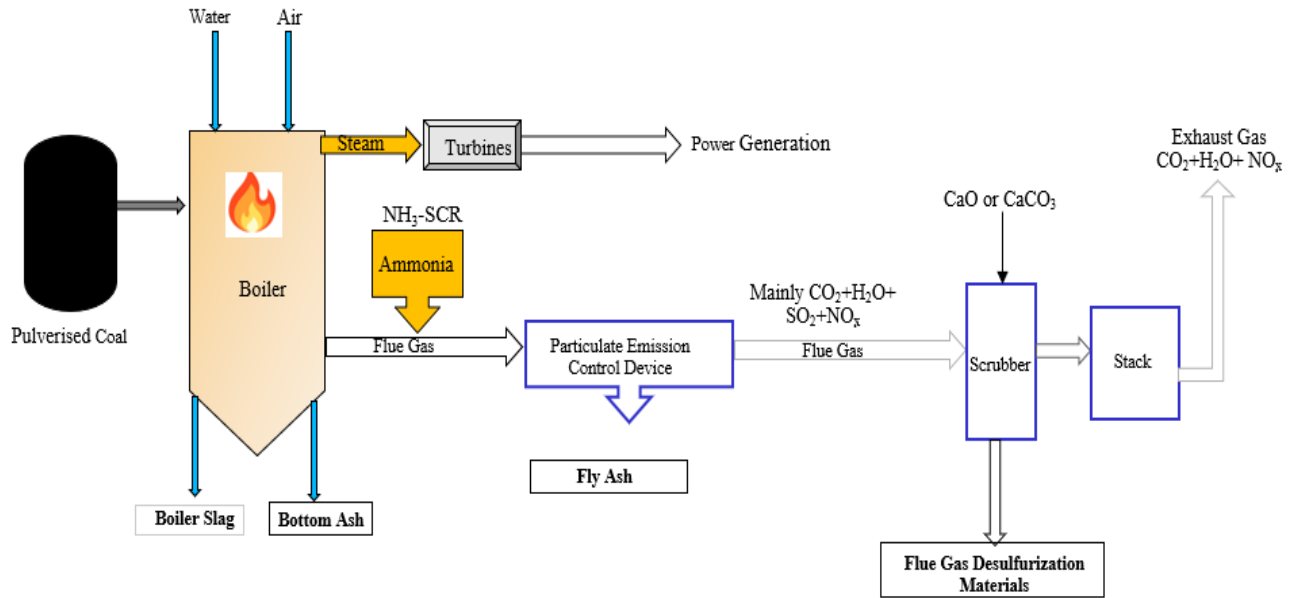 Water
Air
Steam
Turbines
Power Generation
Exhaust Gas
CO₂+H₂O+ NOₓ
NH₃-SCR
Ammonia
CaO or CaCO₃
Boiler
Pulverised Coal
Flue Gas
Particulate Emission
Control Device
Mainly CO₂+H₂O+
SO₂+NOₓ
Flue Gas
Scrubber
Stack
Fly Ash
Boiler Slag
Bottom Ash
Flue Gas Desulfurization
Materials